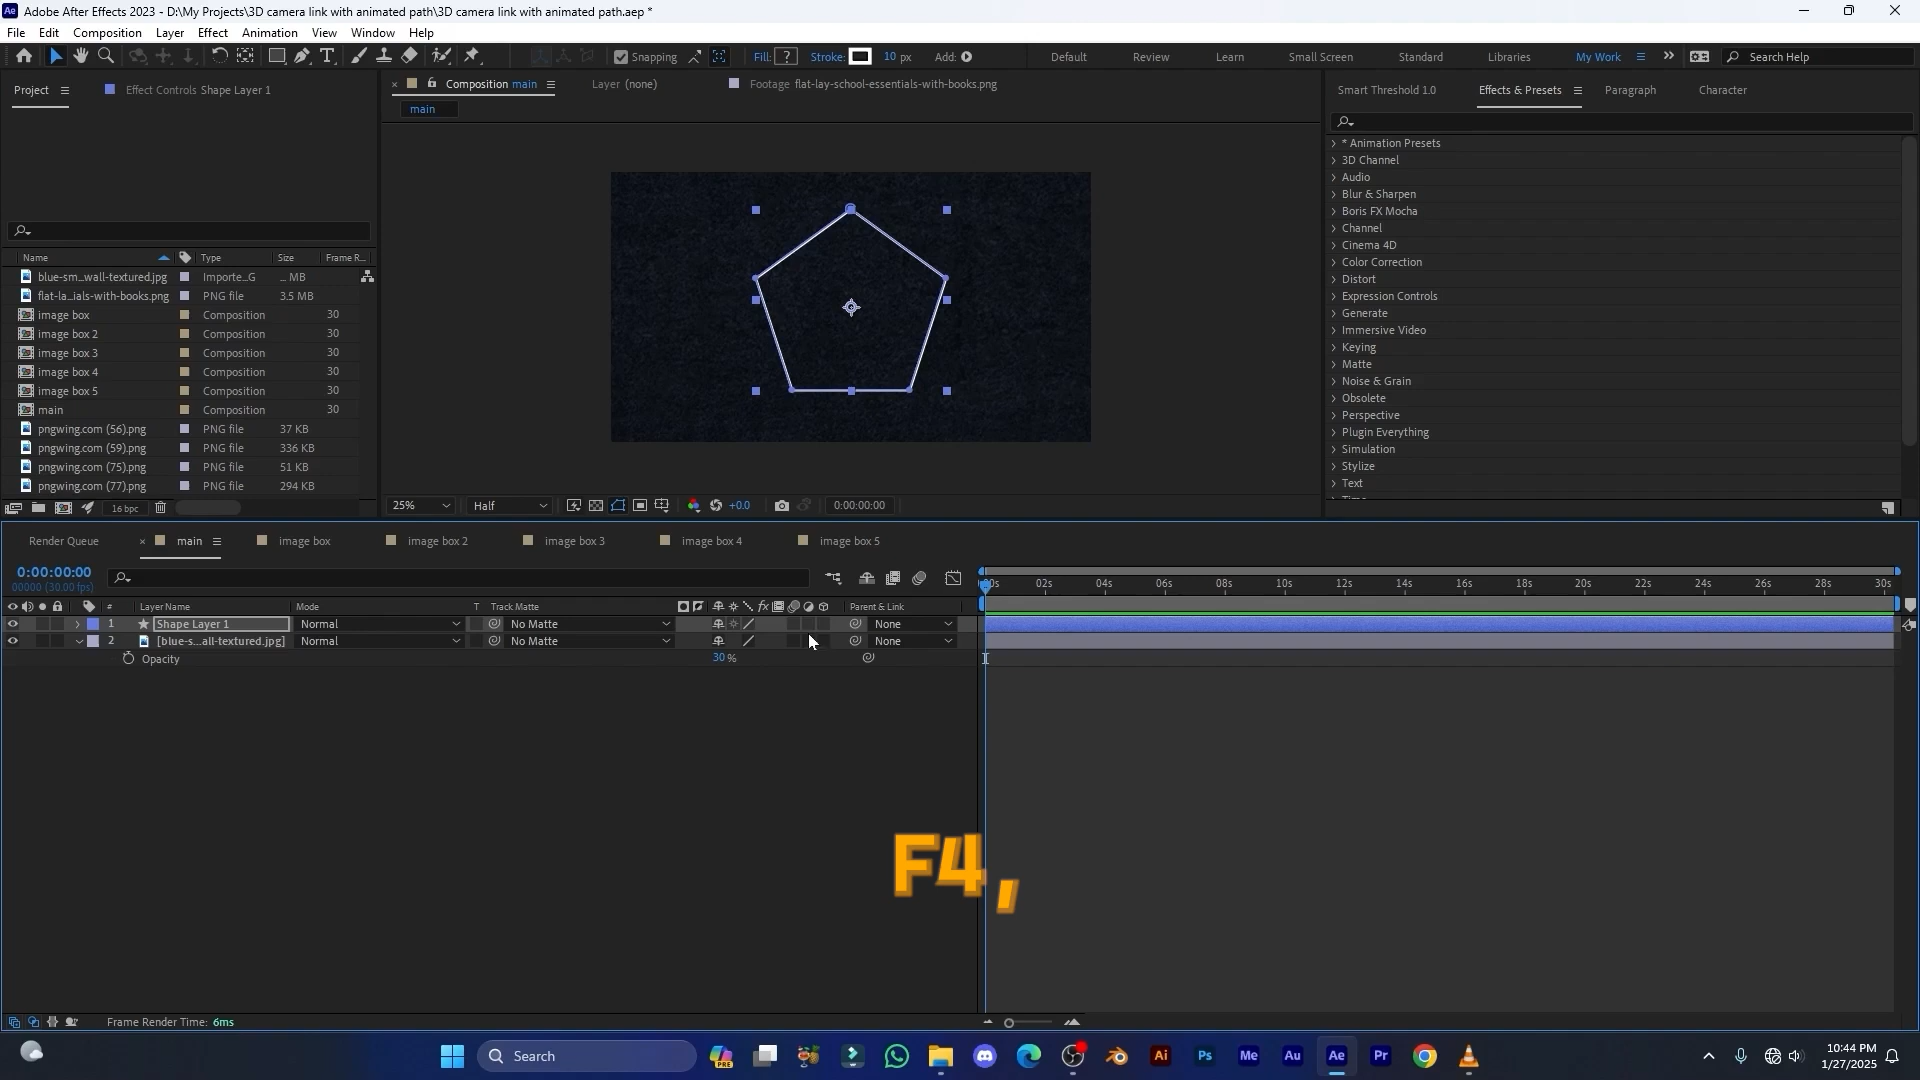 Ae Adobe After Effects 2023 - D:\My Projects\3D camera link with animated path\3D camera link with animated path.aep *
File Edit Composition Layer Effect Animation View Window Help
T Snapping Fill: ? Stroke: 10 px Add: Default Review Learn Small Screen Standard Libraries My Work Search Help
Project Effect Controls Shape Layer 1
Composition main Layer (none) Footage flat-lay-school-essentials-with-books.png
Smart Threshold 1.0 Effects & Presets Paragraph Character
main
Name Type Size Frame R...
blue-sm...wall-textured.jpg Importe...G ... MB
flat-la...ials-with-books.png PNG file 3.5 MB
image box Composition 30
image box 2 Composition 30
image box 3 Composition 30
image box 4 Composition 30
image box 5 Composition 30
main Composition 30
pngwing.com (56).png PNG file 37 KB
pngwing.com (59).png PNG file 336 KB
pngwing.com (75).png PNG file 51 KB
pngwing.com (77).png PNG file 294 KB
16 bpc
25% Half +0.0 0:00:00:00
* Animation Presets
3D Channel
Audio
Blur & Sharpen
Boris FX Mocha
Channel
Cinema 4D
Color Correction
Distort
Expression Controls
Generate
Immersive Video
Keying
Matte
Noise & Grain
Obsolete
Perspective
Plugin Everything
Simulation
Stylize
Text
Time
Render Queue main image box image box 2 image box 3 image box 4 image box 5
0:00:00:00
00000 (30.00 fps)
00s 02s 04s 06s 08s 10s 12s 14s 16s 18s 20s 22s 24s 26s 28s 30s
# Layer Name Mode T Track Matte fx Parent & Link
1 Shape Layer 1 Normal No Matte None
2 [blue-s...all-textured.jpg] Normal No Matte None
Opacity 30 %
F4,
Frame Render Time: 6ms
Search PRE Ai Ps Me Au Ae Pr
10:44 PM
1/27/2025